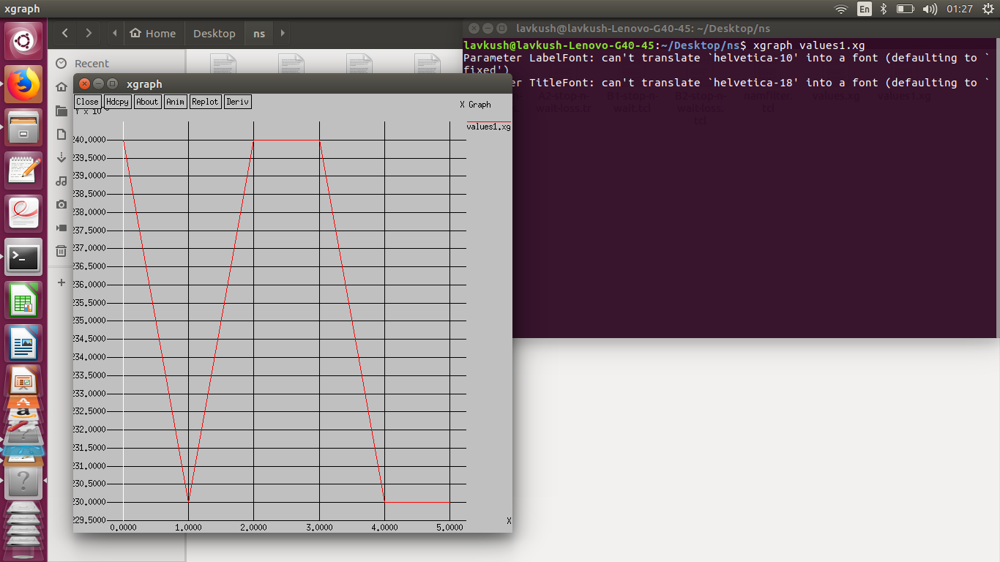 xgraph
En
01:27
Home
Desktop
ns
lavkush@lavkush-Lenovo-G40-45: ~/Desktop/ns
Recent
lavkush@lavkush-Lenovo-G40-45:~/Desktop/ns$ xgraph values1.xg
Parameter LabelFont: can't translate `helvetica-10' into a font (defaulting to `
fixed')
er TitleFont: can't translate `helvetica-18' into a font (defaulting to `
A2-stop-n- B1-stop-n- B2-stop-n- namfilter. values.xg values1.xg
wait-loss.tr wait.tcl wait-loss tcl
tcl
xgraph
Close Hdcpy About Anim Replot Deriv
X Graph
Y x 10
values1.xg
240.0000
239.5000
239.0000
238.5000
238.0000
237.5000
237.0000
236.5000
236.0000
235.5000
235.0000
234.5000
234.0000
233.5000
233.0000
232.5000
232.0000
231.5000
231.0000
230.5000
230.0000
229.5000
X
0.0000 1.0000 2.0000 3.0000 4.0000 5.0000